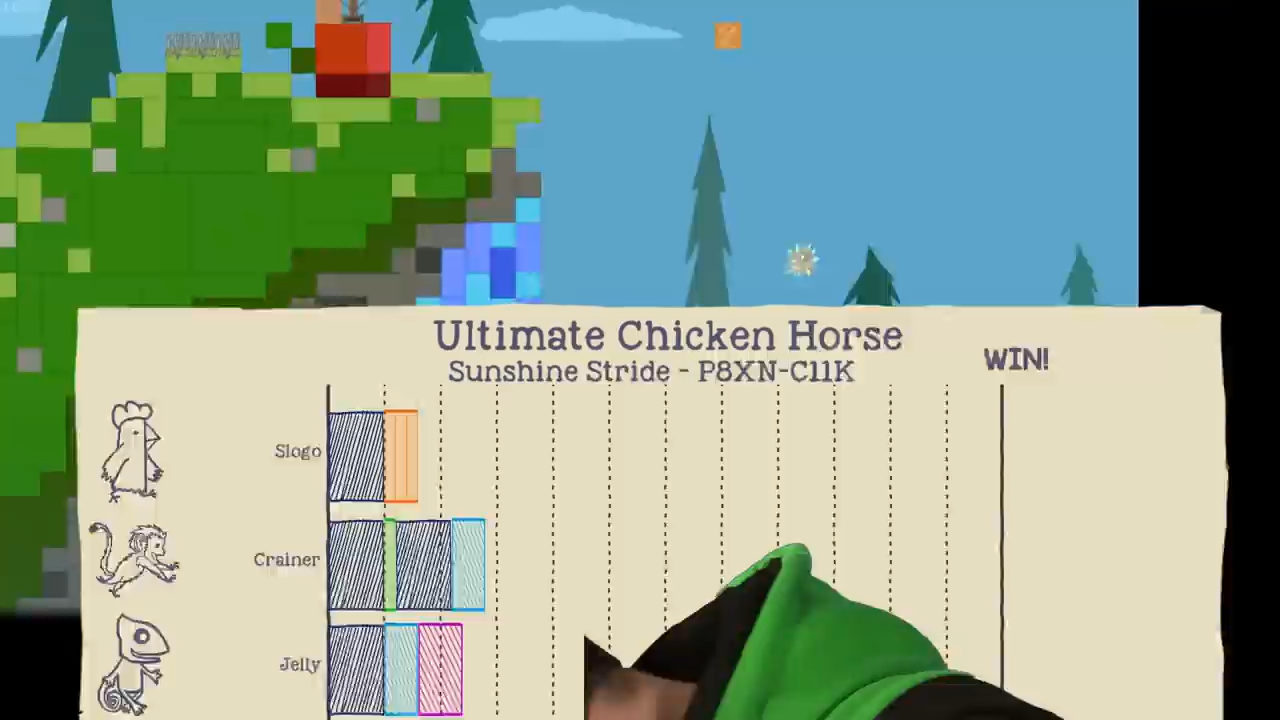 Ultimate Chicken Horse
Sunshine Stride - P8XN-C11K
WIN!
Slogo
Crainer
Jelly